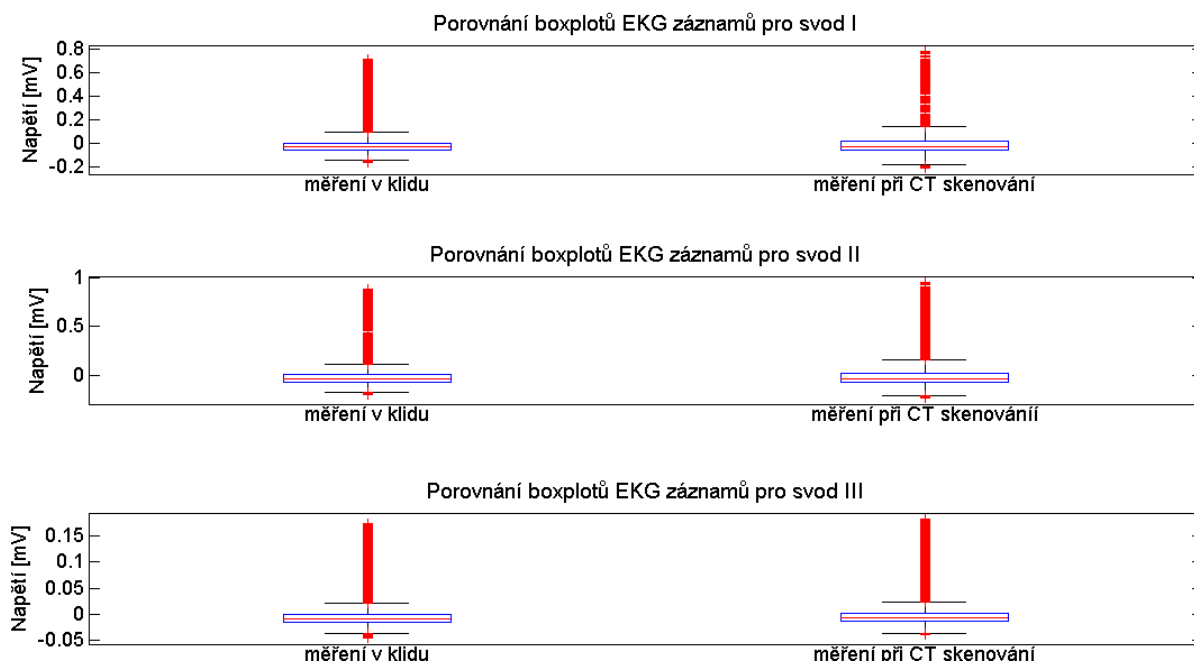 Porovnání boxplotů EKG záznamů pro svod I
Napětí [mV]
0.8
0.6
0.4
0.2
0
-0.2
měření v klidu
měření při CT skenování
Porovnání boxplotů EKG záznamů pro svod II
Napětí [mV]
1
0.5
0
měření v klidu
měření při CT skenováníí
Porovnání boxplotů EKG záznamů pro svod III
Napětí [mV]
0.15
0.1
0.05
0
-0.05
měření v klidu
měření při CT skenování